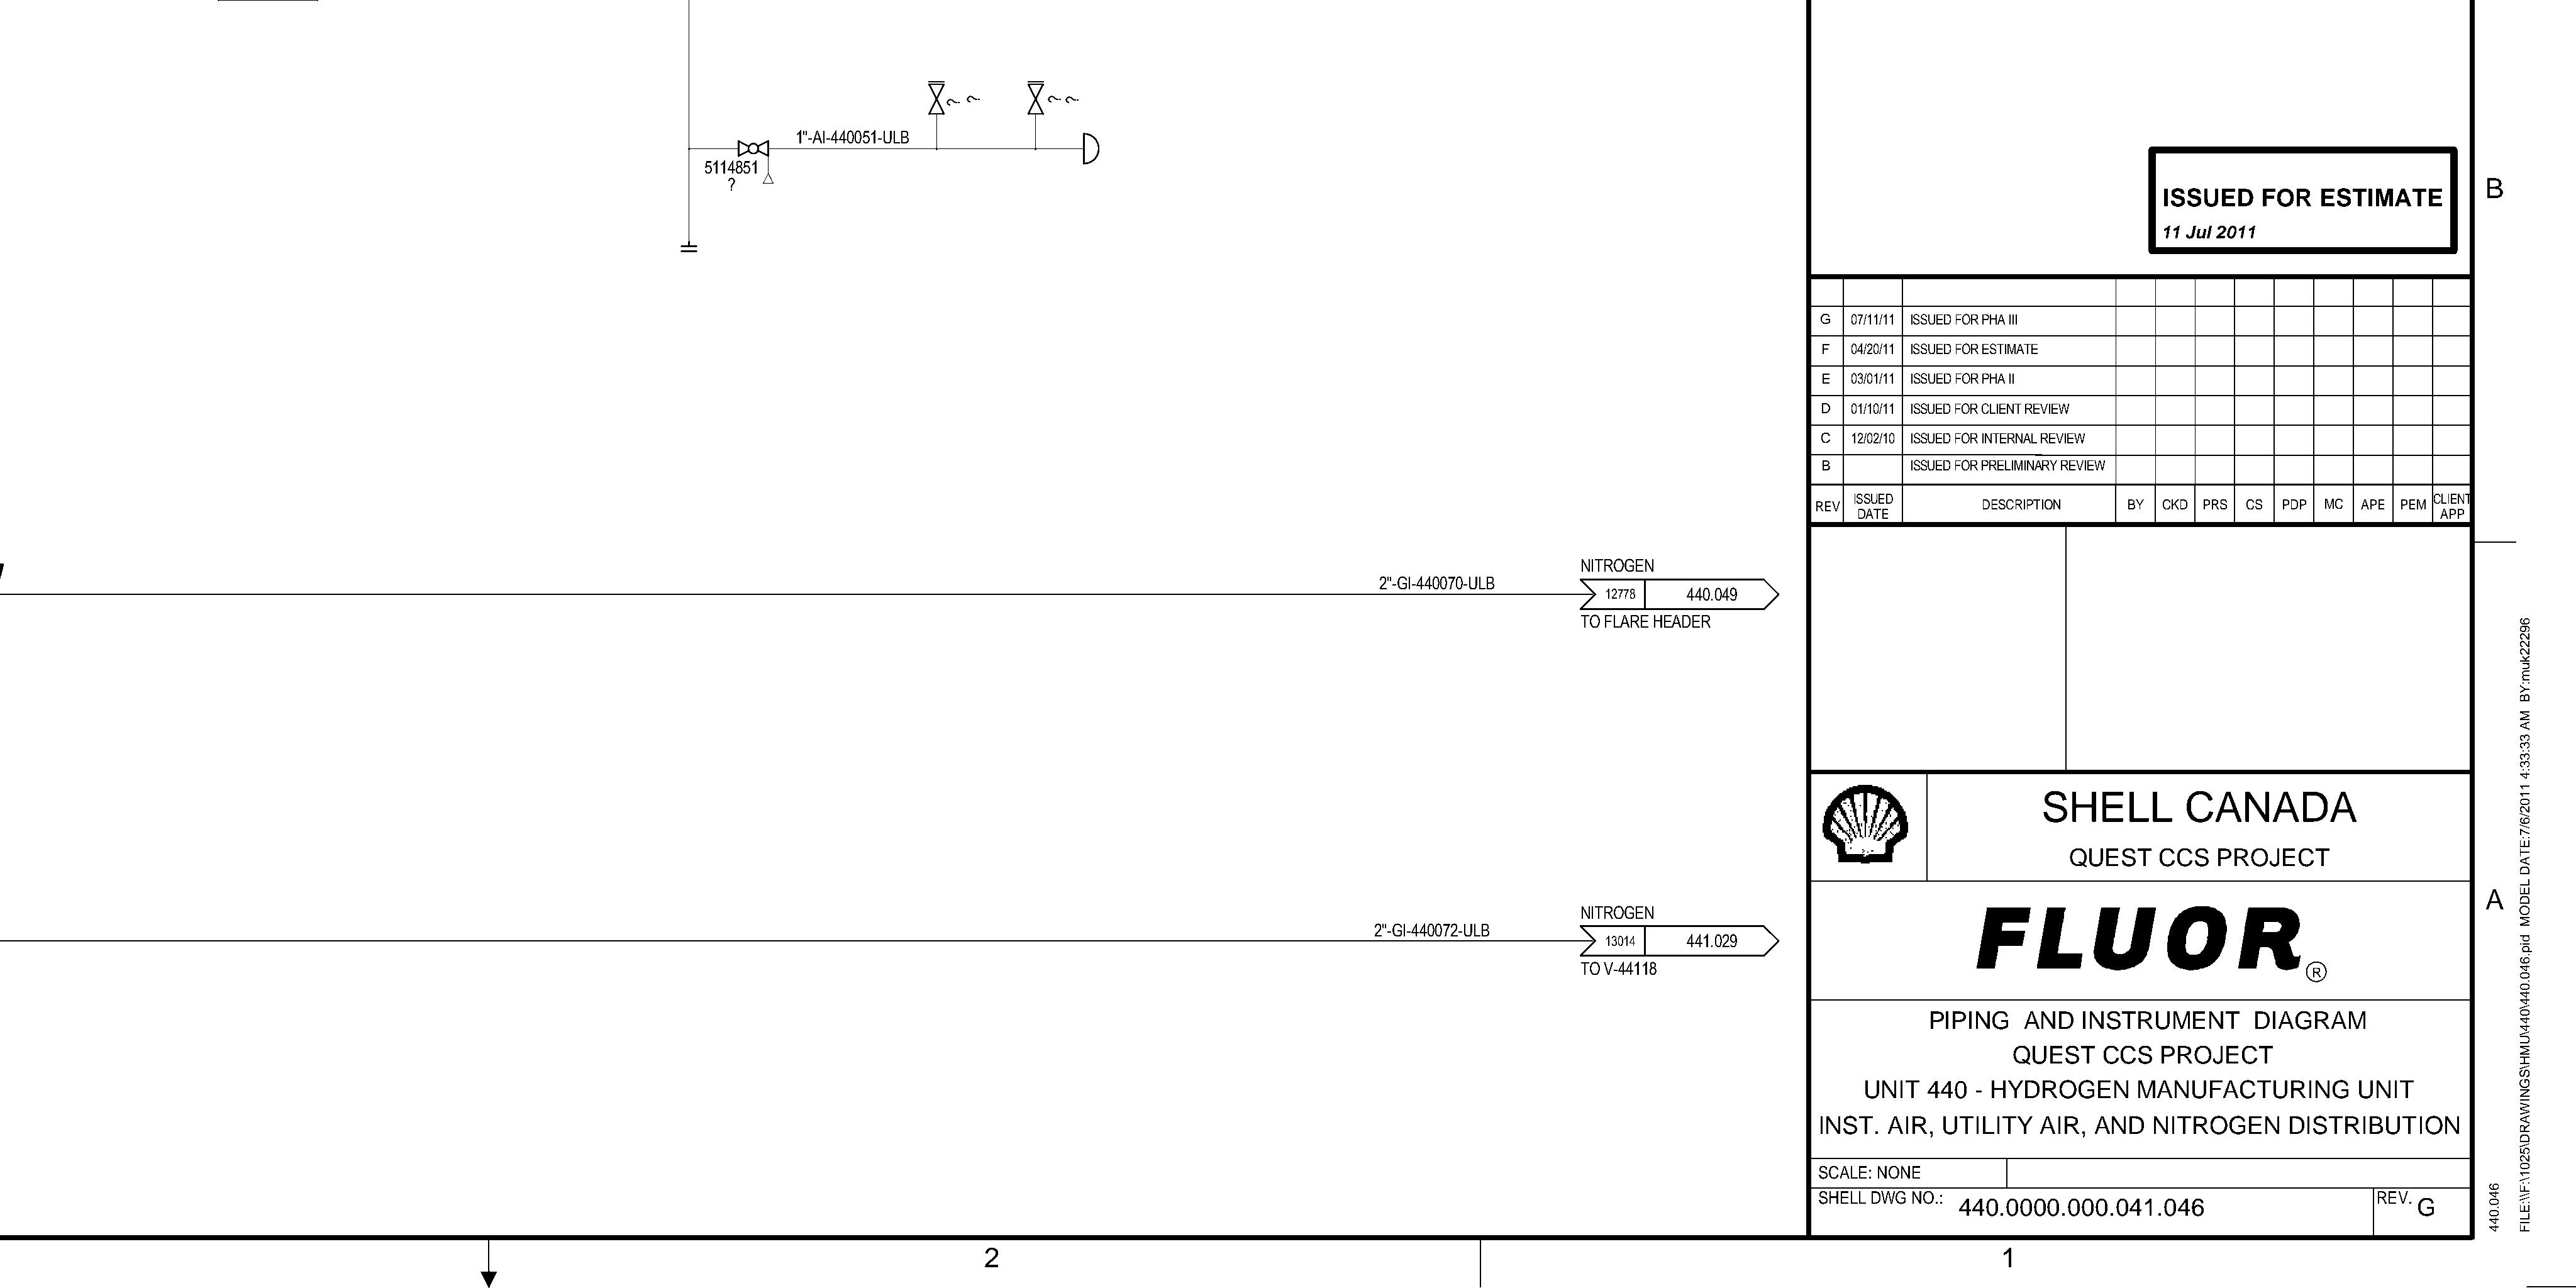 1"-AI-440051-ULB
5114851
?
? ?
? ?
ISSUED FOR ESTIMATE
11 Jul 2011
B
G 07/11/11 ISSUED FOR PHA III
F 04/20/11 ISSUED FOR ESTIMATE
E 03/01/11 ISSUED FOR PHA II
D 01/10/11 ISSUED FOR CLIENT REVIEW
C 12/02/10 ISSUED FOR INTERNAL REVIEW
B ISSUED FOR PRELIMINARY REVIEW
REV ISSUED DATE DESCRIPTION BY CKD PRS CS PDP MC APE PEM CLIENT APP
2"-GI-440070-ULB
NITROGEN
12778 440.049
TO FLARE HEADER
2"-GI-440072-ULB
NITROGEN
13014 441.029
TO V-44118
SHELL CANADA
QUEST CCS PROJECT
FLUOR®
A
PIPING AND INSTRUMENT DIAGRAM
QUEST CCS PROJECT
UNIT 440 - HYDROGEN MANUFACTURING UNIT
INST. AIR, UTILITY AIR, AND NITROGEN DISTRIBUTION
SCALE: NONE
SHELL DWG NO.: 440.0000.000.041.046 REV. G
440.046
FILE:\\F:\1025\DRAWINGS\HMU\440\440.046.pid MODEL DATE:7/6/2011 4:33:33 AM BY:muk22296
2
1